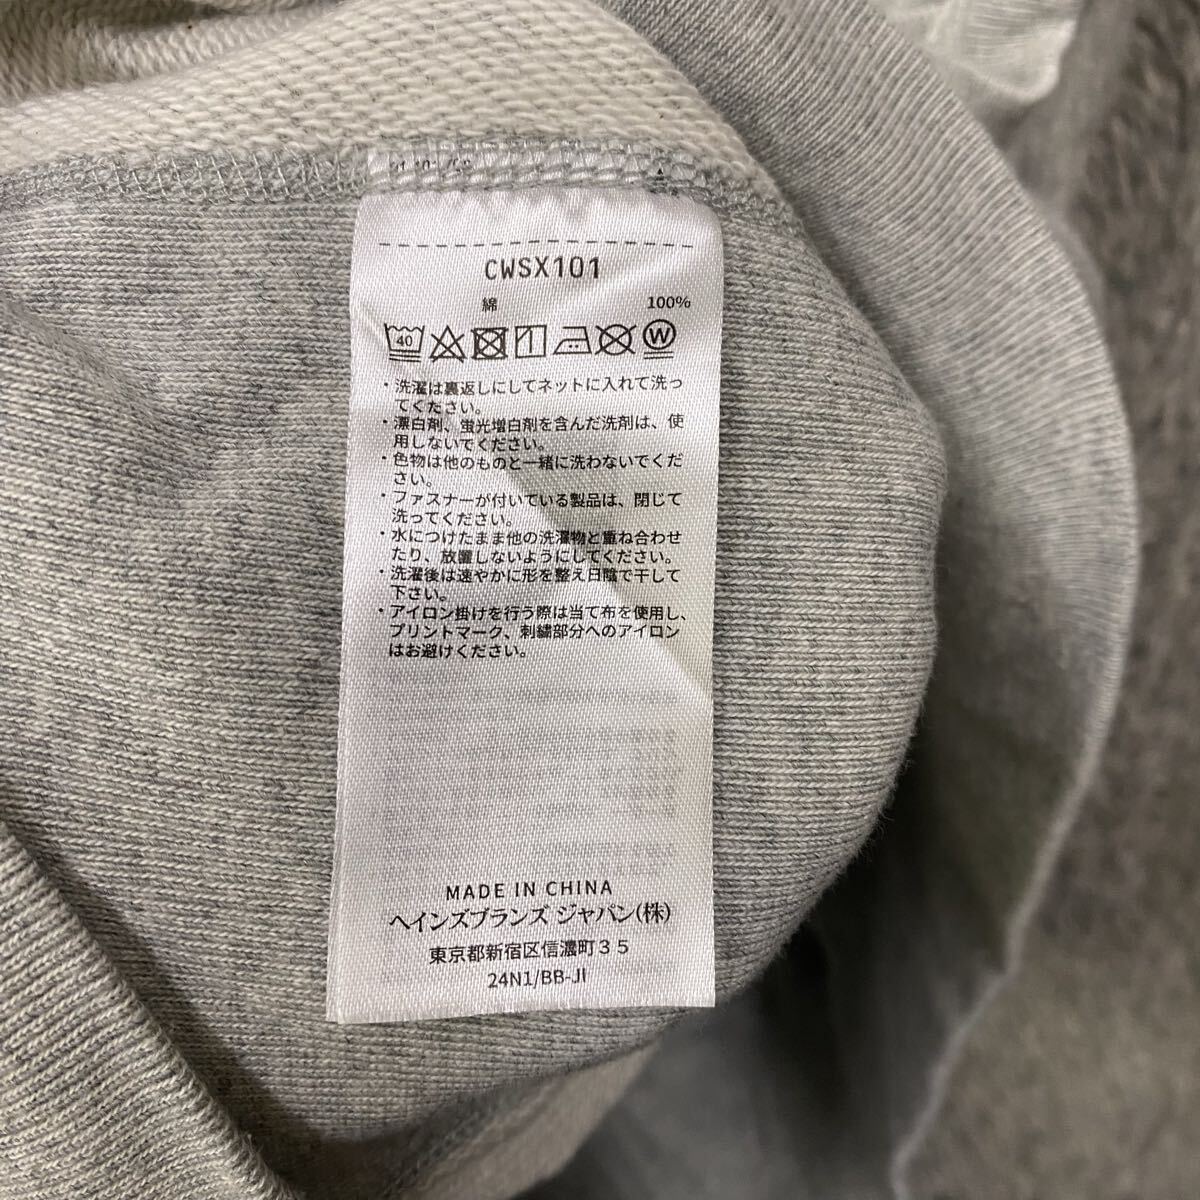 CWSX101
綿 100%
40 W
・洗濯は裏返しにしてネットに入れて洗っ
てください。
・漂白剤、蛍光増白剤を含んだ洗剤は、使
用しないでください。
・色物は他のものと一緒に洗わないでくだ
さい。
・ファスナーが付いている製品は、閉じて
洗ってください。
・水につけたまま他の洗濯物と重ね合わせ
たり、放置しないようにしてください。
・洗濯後は速やかに形を整え日陰で干して
下さい。
・アイロン掛けを行う際は当て布を使用し、
プリントマーク、刺繍部分へのアイロン
はお避けください。
MADE IN CHINA
ヘインズブランズ ジャパン(株)
東京都新宿区信濃町35
24N1/BB-JI